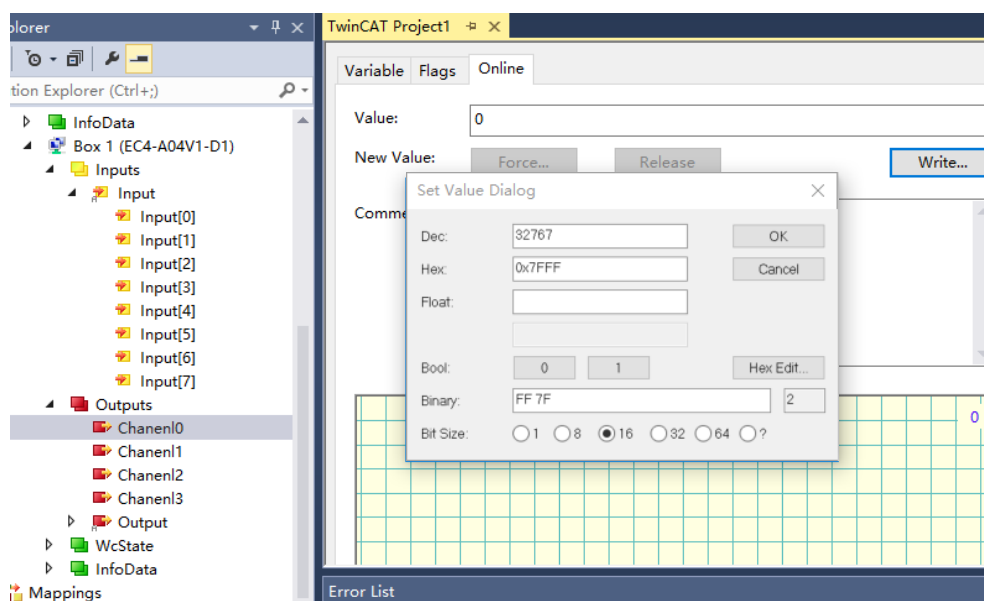 plorer
TwinCAT Project1
tion Explorer (Ctrl+;)
InfoData
Box 1 (EC4-A04V1-D1)
Inputs
Input
Input[0]
Input[1]
Input[2]
Input[3]
Input[4]
Input[5]
Input[6]
Input[7]
Outputs
Chanenl0
Chanenl1
Chanenl2
Chanenl3
Output
WcState
InfoData
Mappings
Variable Flags Online
Value: 0
New Value: Force... Release Write...
Comme
Set Value Dialog
Dec: 32767 OK
Hex: 0x7FFF Cancel
Float:
Bool: 0 1 Hex Edit...
Binary: FF 7F 2
Bit Size: 1 8 16 32 64 ?
0
Error List